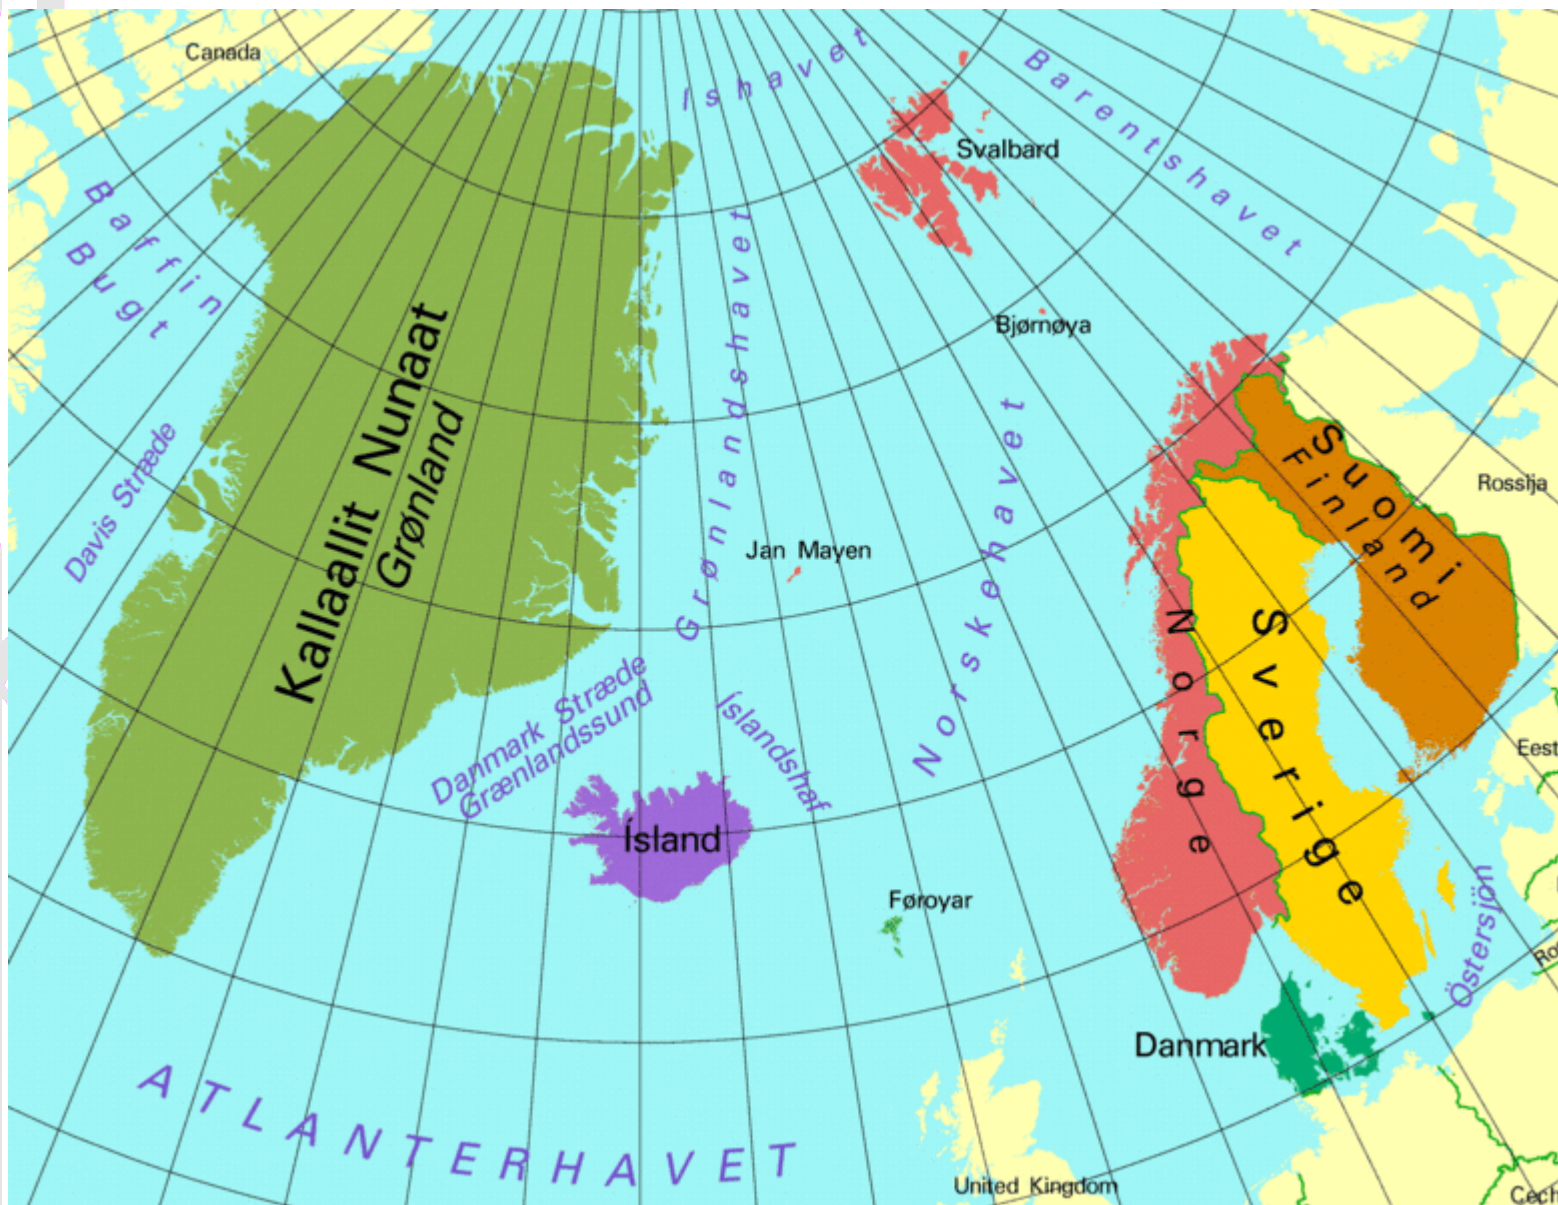 Canada
Ishavet
Barentshavet
Svalbard
Baffin
Bugt
Grønlandshavet
Bjørnøya
Kallaallit Nunaat
Grønland
Norskehavet
Davis Stræde
Suomi
Finland
Rossija
Jan Mayen
Norge
Sverige
Danmark Stræde
Grænlandssund
Íslandshaf
Eest
Ísland
Føroyar
Östersjön
Ro
Danmark
ATLANTERHAVET
United Kingdom
Cech